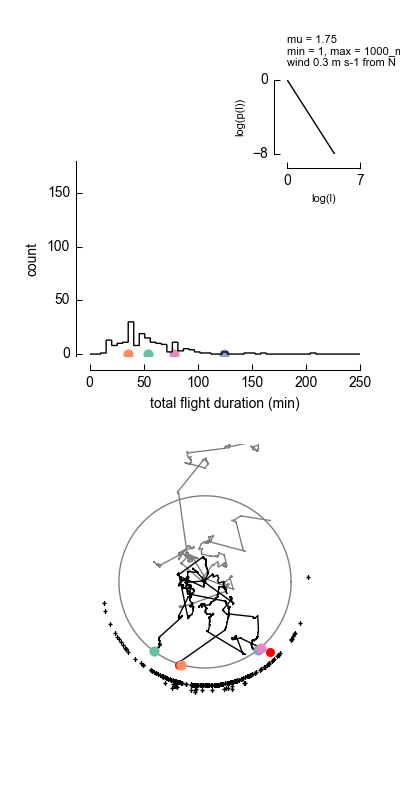 mu = 1.75
min = 1, max = 1000_m
wind 0.3 m s-1 from N
0
log(p(l))
−8
0 7
log(l)
150
100
count
50
0
0 50 100 150 200 250
total flight duration (min)